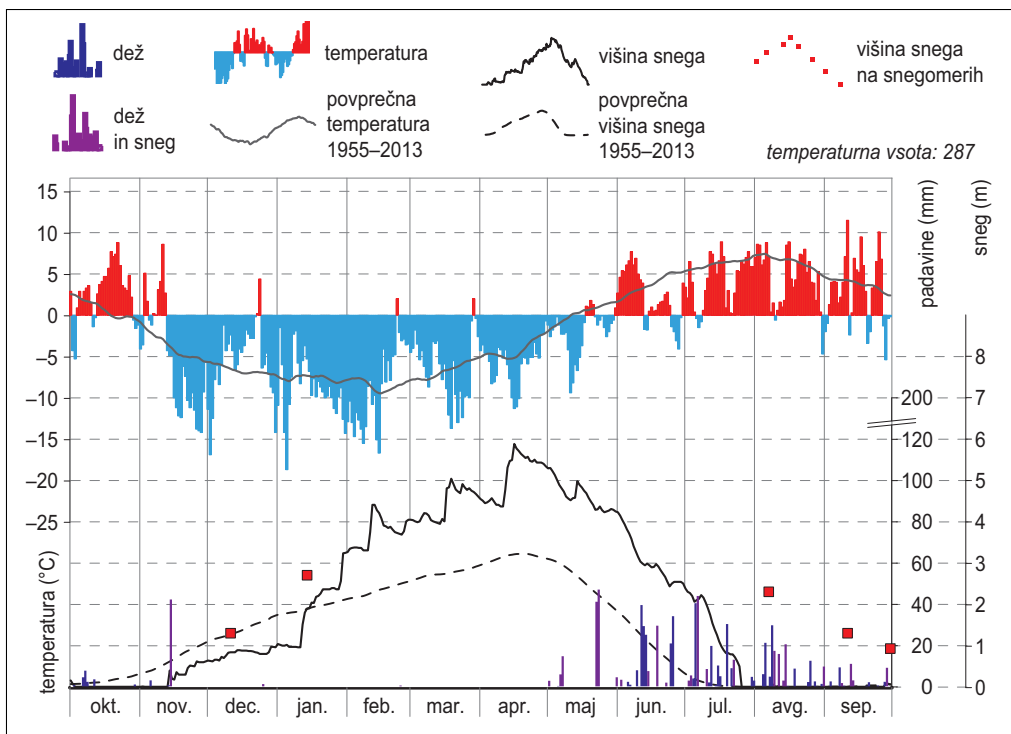 dež
temperatura
višina snega
višina snega
na snegomerih
dež
in sneg
povprečna
temperatura
1955–2013
povprečna
višina snega
1955–2013
temperaturna vsota: 287
15
10
5
0
–5
–10
–15
–20
–25
temperatura (°C)
padavine (mm)
200
120
100
80
60
40
20
0
sneg (m)
8
7
6
5
4
3
2
1
0
okt.
nov.
dec.
jan.
feb.
mar.
apr.
maj
jun.
jul.
avg.
sep.